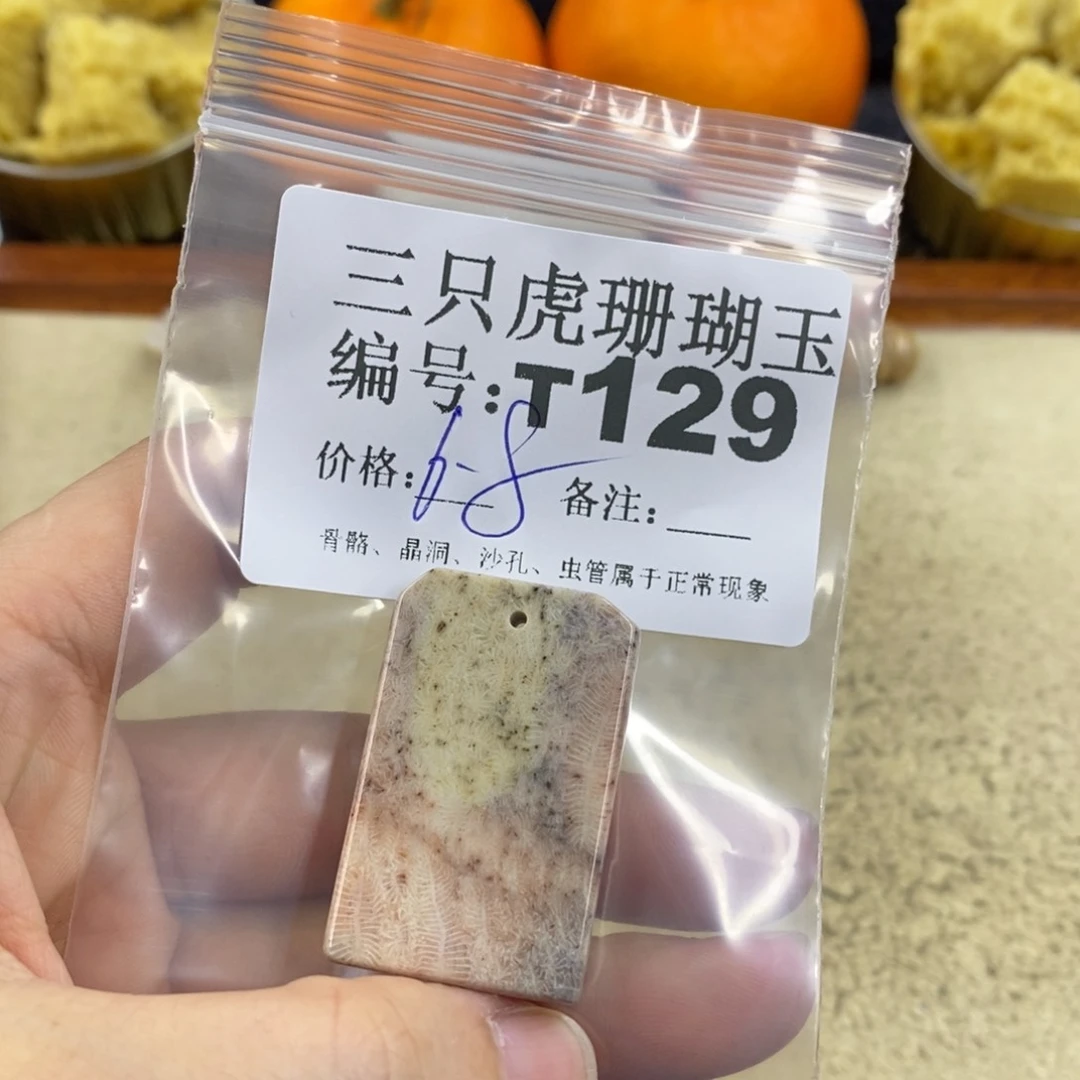 三只虎珊瑚玉
编号:T129
价格:68 备注:___
骨骼、晶洞、沙孔、虫管属于正常现象